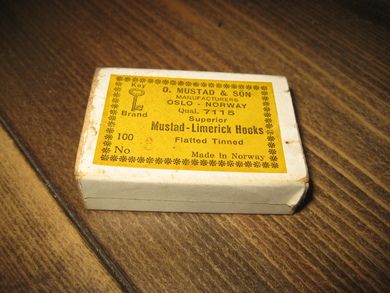 Key
Brand
O. MUSTAD & SON
MANUFACTURERS
OSLO - NORWAY
Qual. 7115
Superior
Mustad-Limerick Hooks
Flatted Tinned
100
No
Made in Norway